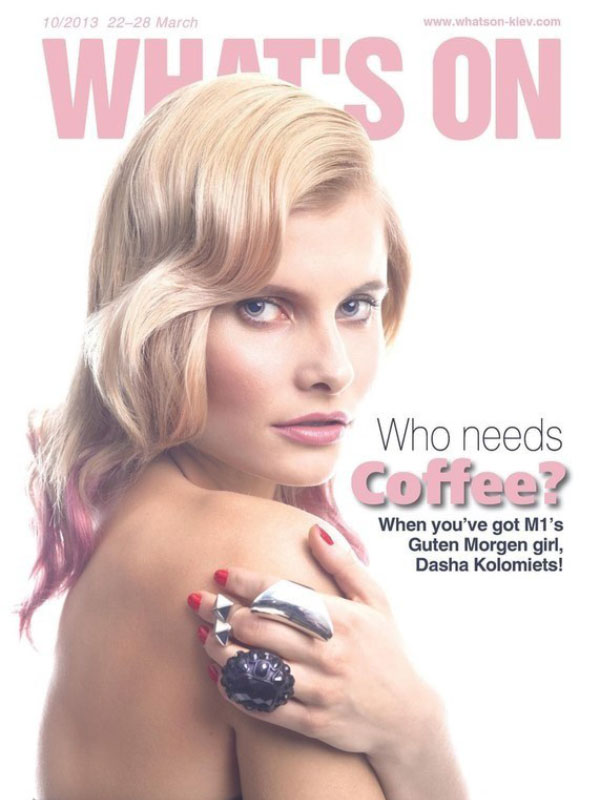 10/2013 22–28 March
www.whatson-kiev.com
WHAT'S ON
Who needs
Coffee?
When you've got M1's
Guten Morgen girl,
Dasha Kolomiets!